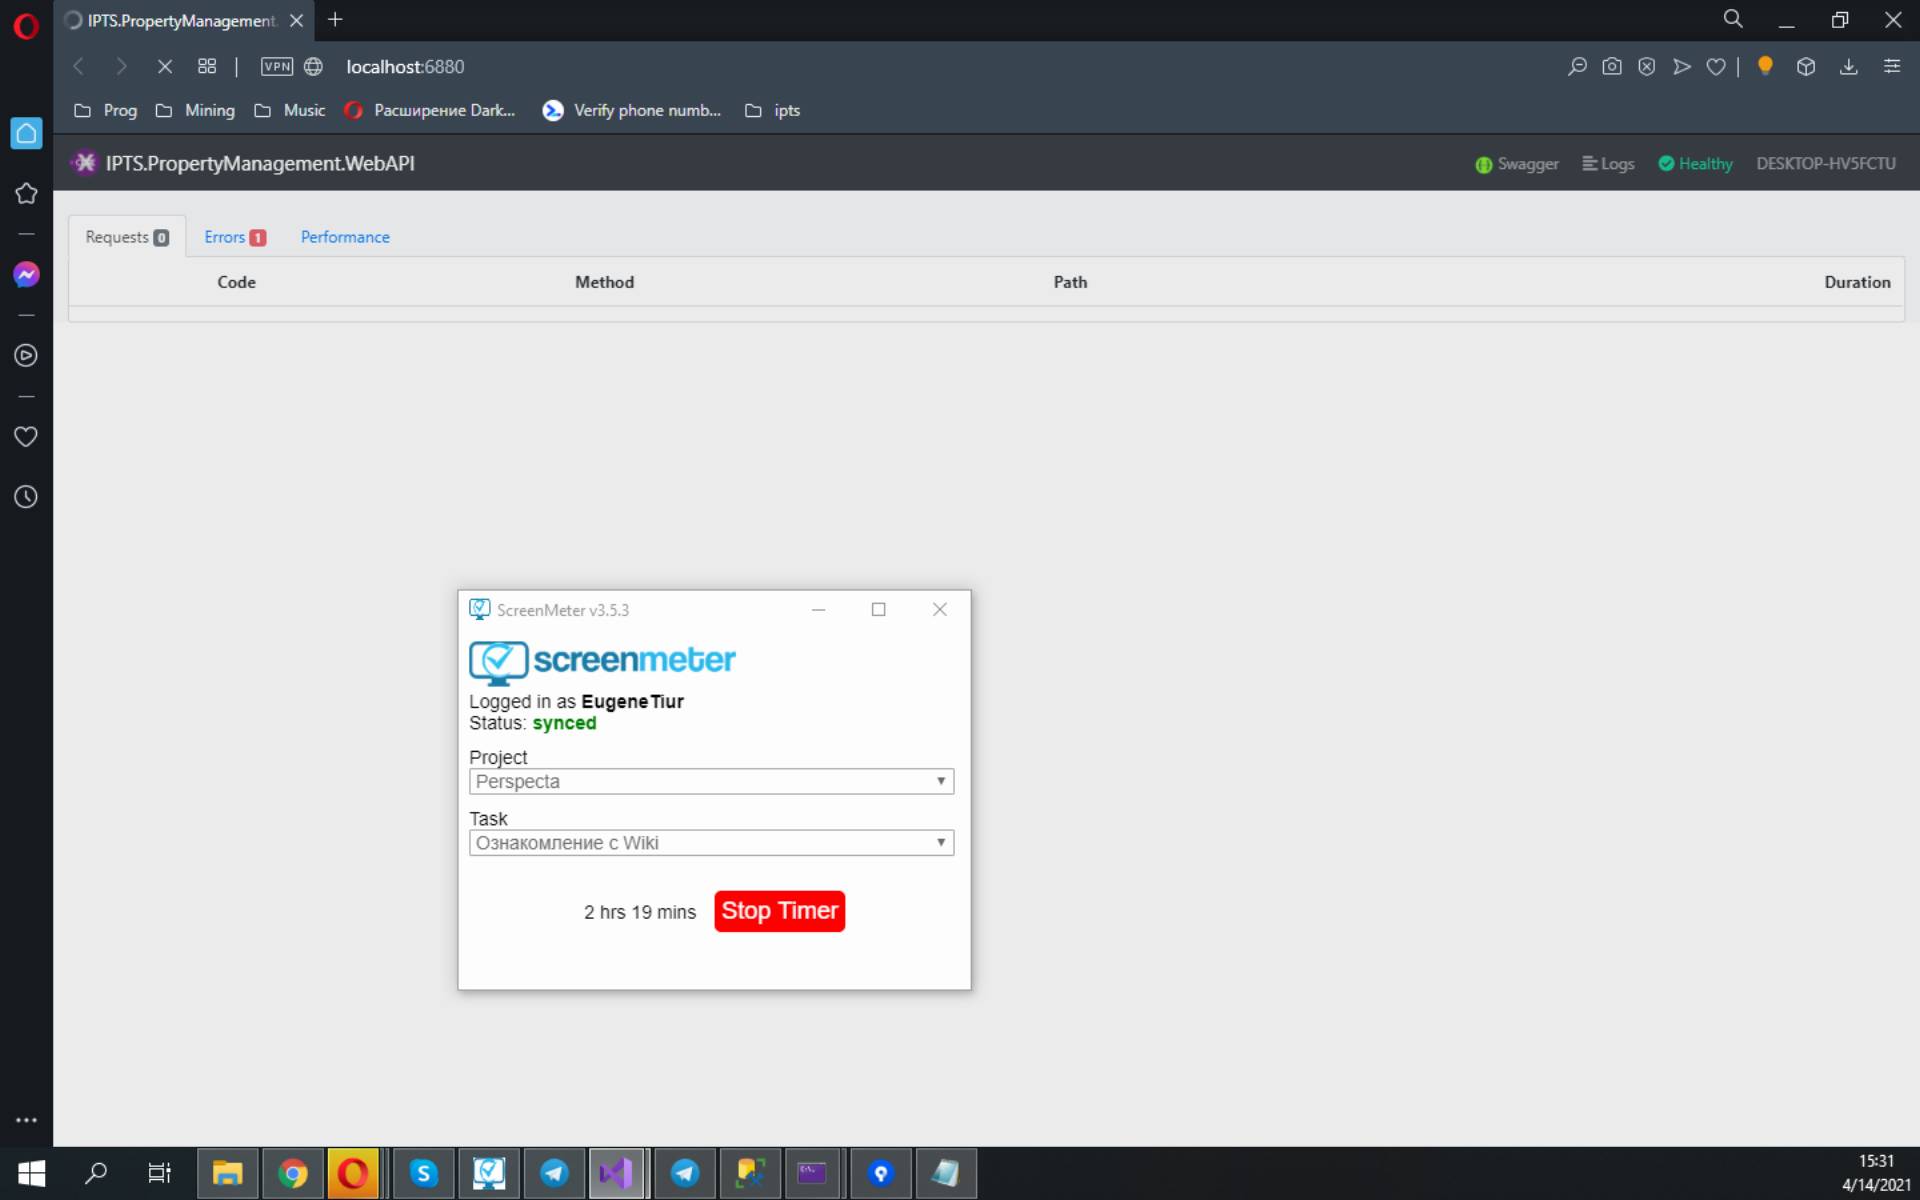 IPTS.PropertyManagement.
VPN
localhost:6880
Prog
Mining
Music
Расширение Dark...
Verify phone numb...
ipts
IPTS.PropertyManagement.WebAPI
Swagger
Logs
Healthy
DESKTOP-HV5FCTU
Requests 0
Errors 1
Performance
Code
Method
Path
Duration
ScreenMeter v3.5.3
screenmeter
Logged in as EugeneTiur
Status: synced
Project
Perspecta
Task
Ознакомление с Wiki
2 hrs 19 mins
Stop Timer
15:31
4/14/2021